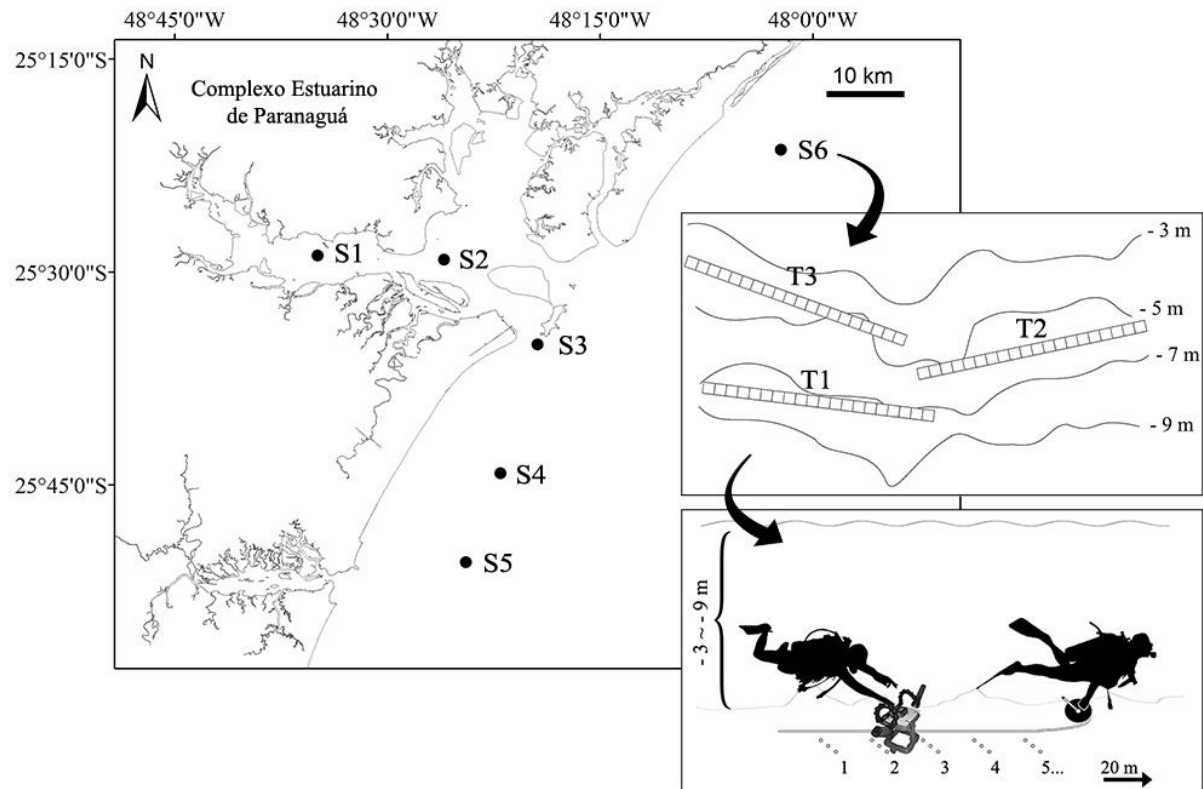 48°45'0"W
48°30'0"W
48°15'0"W
48°00'0"W
25°15'0"S
N
Complexo Estuarino
de Paranaguá
10 km
S6
S1
S2
25°30'0"S
S3
S4
25°45'0"S
S5
- 3 m
T3
- 5 m
T2
- 7 m
T1
- 9 m
- 3 ~ - 9 m
1 2 3 4 5...
20 m